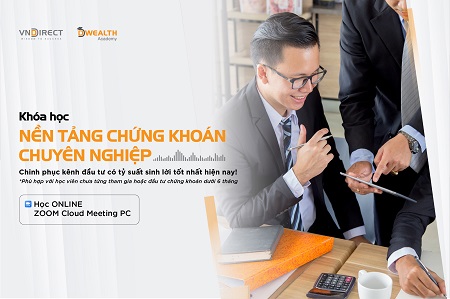 VNDIRECT
DWEALTH
Academy
Khóa học
NỀN TẢNG CHỨNG KHOÁN
CHUYÊN NGHIỆP
Chinh phục kênh đầu tư có tỷ suất sinh lời tốt nhất hiện nay!
*Phù hợp với học viên chưa từng tham gia hoặc đầu tư chứng khoán dưới 6 tháng
Học ONLINE
ZOOM Cloud Meeting PC